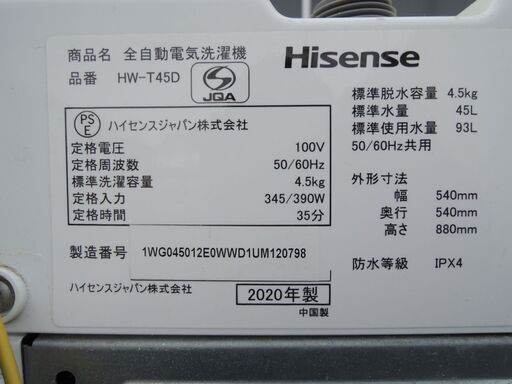 商品名 全自動電気洗濯機
品番 HW-T45D
S
JQA
Hisense
PS
E
ハイセンスジャパン株式会社
定格電圧 100V
定格周波数 50/60Hz
標準洗濯容量 4.5kg
定格入力 345/390W
定格時間 35分
製造番号 1WG045012E0WWD1UM120798
ハイセンスジャパン株式会社 2020年製
中国製
標準脱水容量 4.5kg
標準水量 45L
標準使用水量 93L
50/60Hz共用
外形寸法
幅 540mm
奥行 540mm
高さ 880mm
防水等級 IPX4